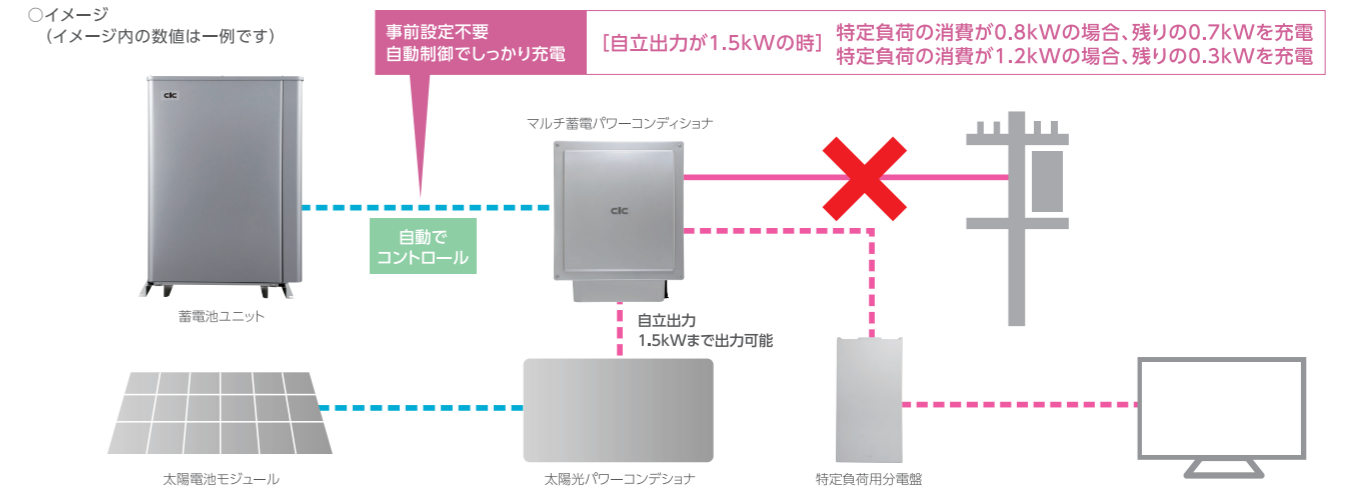 ○イメージ
（イメージ内の数値は一例です）
事前設定不要
自動制御でしっかり充電
[自立出力が1.5kWの時]
特定負荷の消費が0.8kWの場合、残りの0.7kWを充電
特定負荷の消費が1.2kWの場合、残りの0.3kWを充電
cic
マルチ蓄電パワーコンディショナ
cic
自動で
コントロール
蓄電池ユニット
自立出力
1.5kWまで出力可能
太陽電池モジュール
太陽光パワーコンデショナ
特定負荷用分電盤